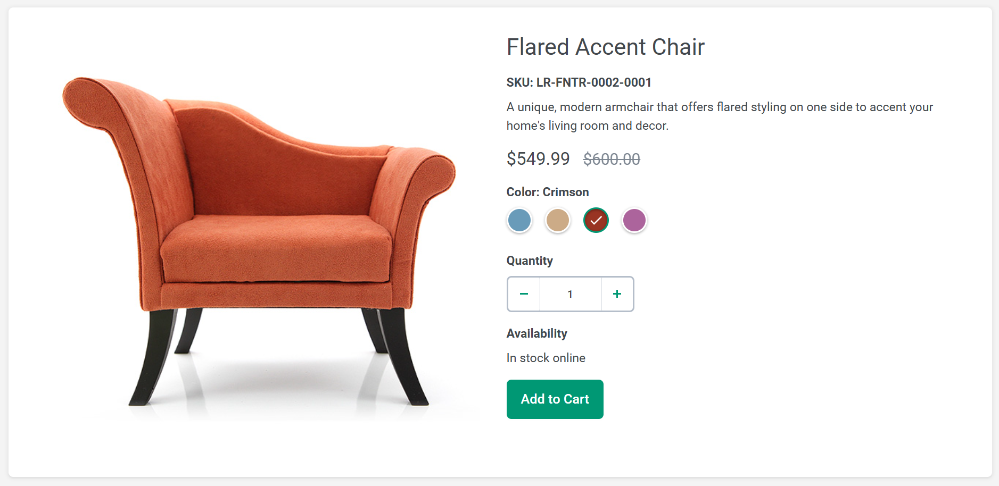 Flared Accent Chair
SKU: LR-FNTR-0002-0001
A unique, modern armchair that offers flared styling on one side to accent your
home's living room and decor.
$549.99 $600.00
Color: Crimson
Quantity
1
Availability
In stock online
Add to Cart